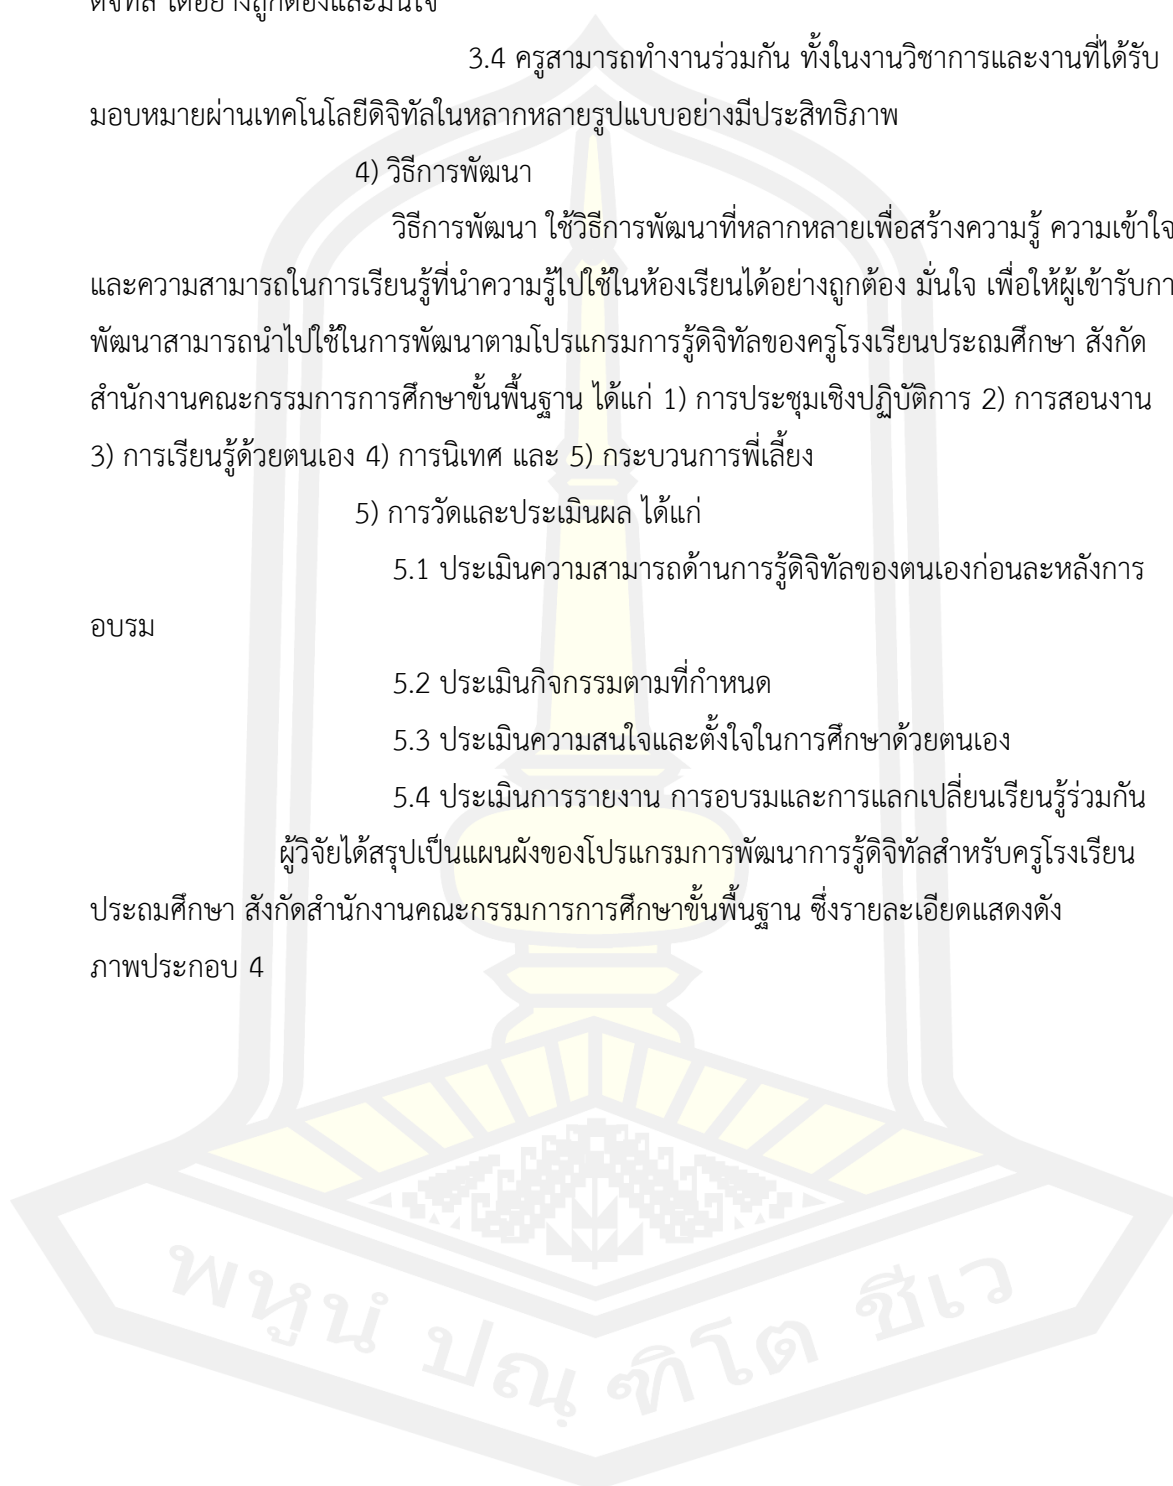 ดิจิทัล ได้อย่างถูกต้องและมั่นใจ
3.4 ครูสามารถทำงานร่วมกัน ทั้งในงานวิชาการและงานที่ได้รับ
มอบหมายผ่านเทคโนโลยีดิจิทัลในหลากหลายรูปแบบอย่างมีประสิทธิภาพ
4) วิธีการพัฒนา
วิธีการพัฒนา ใช้วิธีการพัฒนาที่หลากหลายเพื่อสร้างความรู้ ความเข้าใจ
และความสามารถในการเรียนรู้ที่นำความรู้ไปใช้ในห้องเรียนได้อย่างถูกต้อง มั่นใจ เพื่อให้ผู้เข้ารับกา
พัฒนาสามารถนำไปใช้ในการพัฒนาตามโปรแกรมการรู้ดิจิทัลของครูโรงเรียนประถมศึกษา สังกัด
สำนักงานคณะกรรมการการศึกษาขั้นพื้นฐาน ได้แก่ 1) การประชุมเชิงปฏิบัติการ 2) การสอนงาน
3) การเรียนรู้ด้วยตนเอง 4) การนิเทศ และ 5) กระบวนการพี่เลี้ยง
5) การวัดและประเมินผล ได้แก่
5.1 ประเมินความสามารถด้านการรู้ดิจิทัลของตนเองก่อนละหลังการ
อบรม
5.2 ประเมินกิจกรรมตามที่กำหนด
5.3 ประเมินความสนใจและตั้งใจในการศึกษาด้วยตนเอง
5.4 ประเมินการรายงาน การอบรมและการแลกเปลี่ยนเรียนรู้ร่วมกัน
ผู้วิจัยได้สรุปเป็นแผนผังของโปรแกรมการพัฒนาการรู้ดิจิทัลสำหรับครูโรงเรียน
ประถมศึกษา สังกัดสำนักงานคณะกรรมการการศึกษาขั้นพื้นฐาน ซึ่งรายละเอียดแสดงดัง
ภาพประกอบ 4
พหูนํ ปณฺฑิโต ชีเว